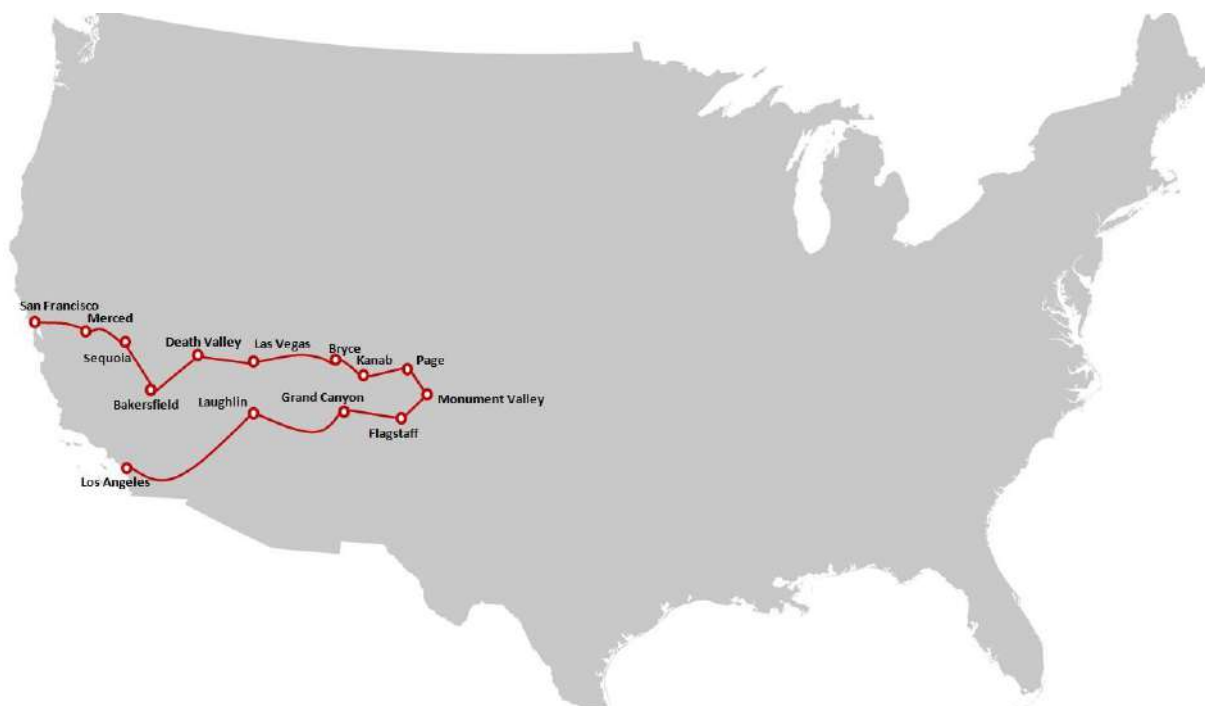 San Francisco
Merced
Sequoia
Death Valley
Las Vegas
Bryce
Kanab
Page
Bakersfield
Laughlin
Grand Canyon
Monument Valley
Flagstaff
Los Angeles